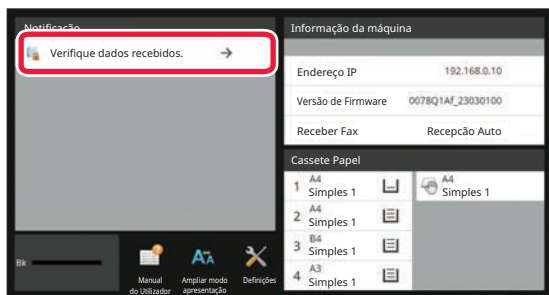 Notificação
Verifique dados recebidos.
Informação da máquina
Endereço IP 192.168.0.10
Versão de Firmware 0078Q1Af_23030100
Receber Fax Recepcão Auto
Cassete Papel
1 A4
Simples 1
A4
Simples 1
2 A4
Simples 1
3 B4
Simples 1
4 A3
Simples 1
Bk
Manual
do Utilizador
Ampliar modo
apresentação
Definições